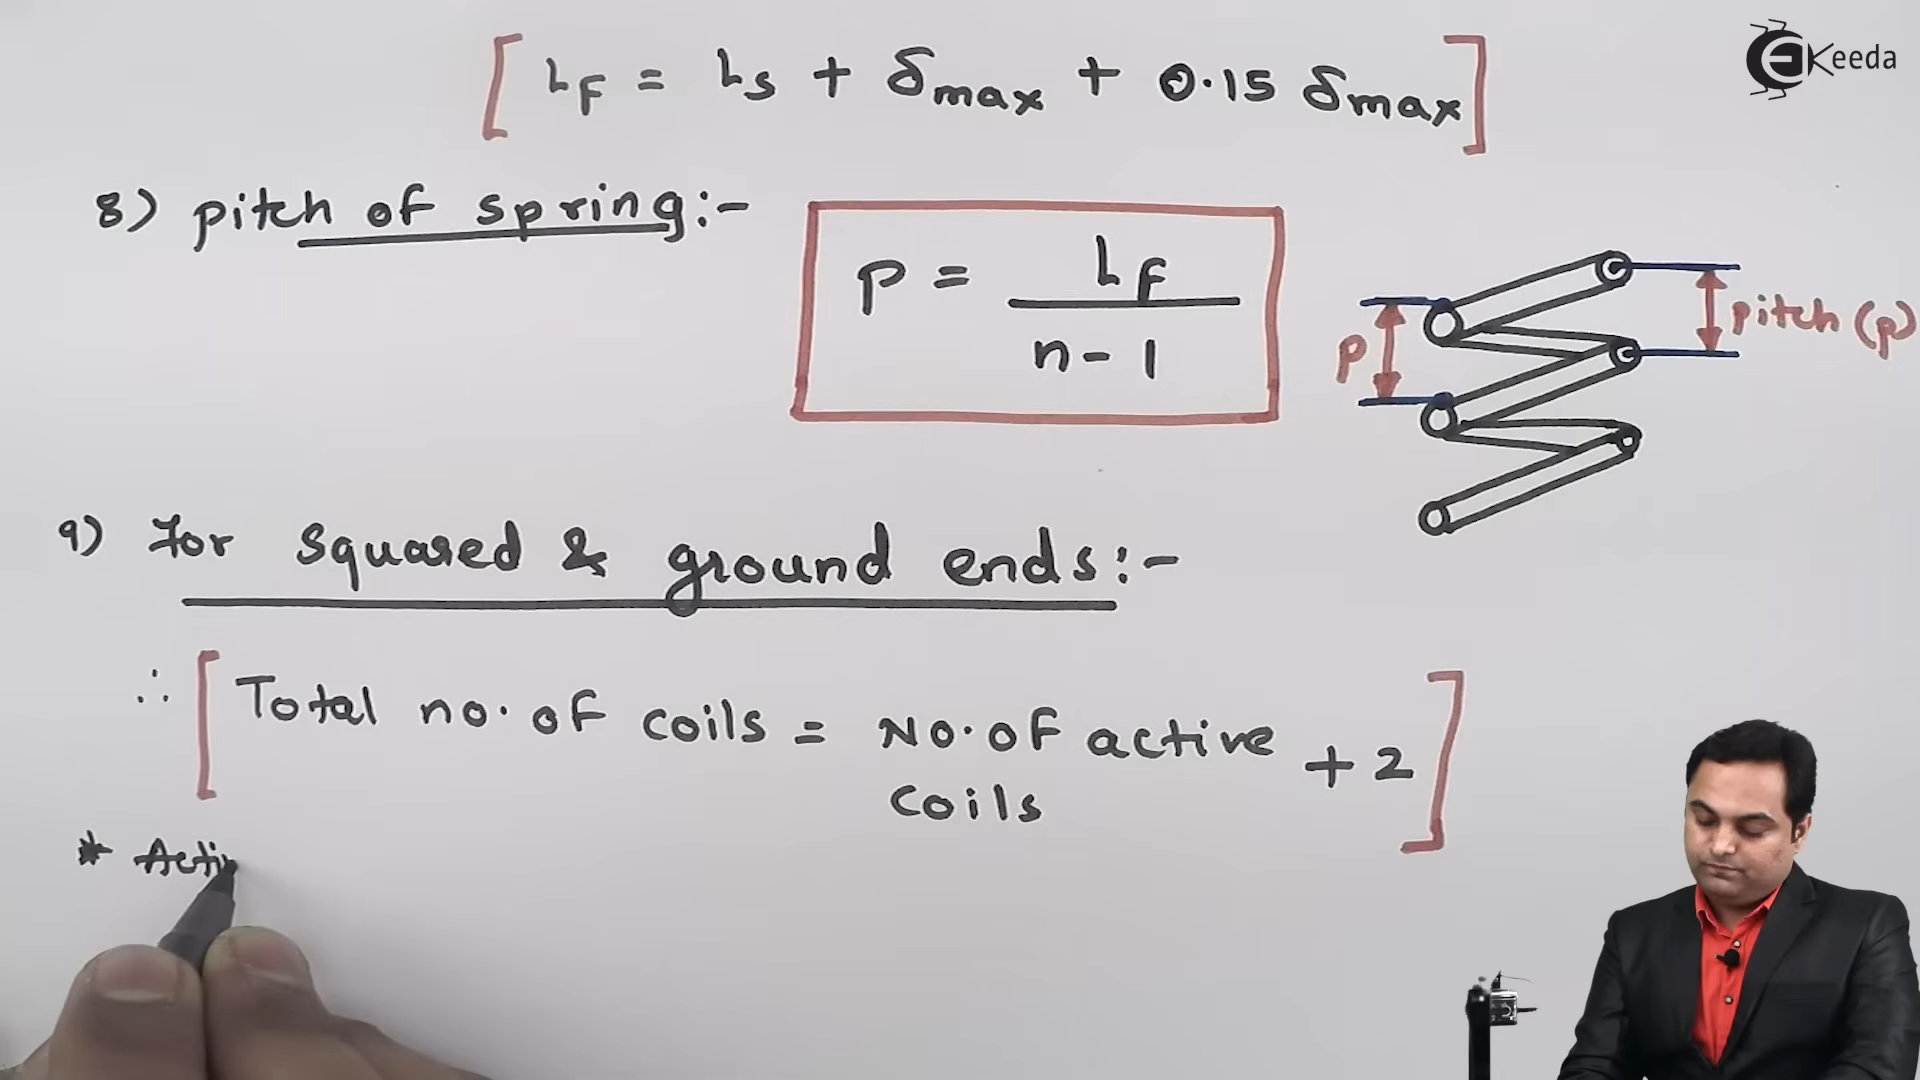 [ LF = Ls + δmax + 0.15 δmax ]
Keeda
8) pitch of spring:-
P = LF / n-1
P
pitch (p)
9) For squared & ground ends:-
∴ [ Total no. of coils = No. of active coils + 2 ]
* Acti